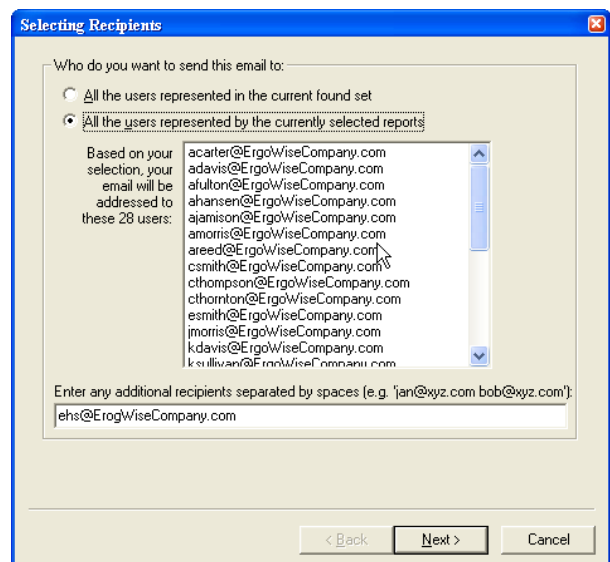 Selecting Recipients
Who do you want to send this email to:
All the users represented in the current found set
All the users represented by the currently selected reports
Based on your
selection, your
email will be
addressed to
these 28 users:
acarter@ErgoWiseCompany.com
adavis@ErgoWiseCompany.com
afulton@ErgoWiseCompany.com
ahansen@ErgoWiseCompany.com
ajamison@ErgoWiseCompany.com
amorris@ErgoWiseCompany.com
areed@ErgoWiseCompany.com
csmith@ErgoWiseCompany.com
cthompson@ErgoWiseCompany.com
cthornton@ErgoWiseCompany.com
esmith@ErgoWiseCompany.com
jmorris@ErgoWiseCompany.com
kdavis@ErgoWiseCompany.com
ksullivan@ErgoWiseCompany.com
Enter any additional recipients separated by spaces (e.g. 'jan@xyz.com bob@xyz.com'):
ehs@ErogWiseCompany.com
< Back
Next >
Cancel